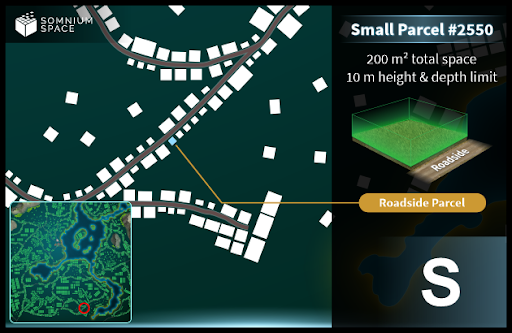 SOMNIUM
SPACE
Small Parcel #2550
200 m² total space
10 m height & depth limit
Roadside
Roadside Parcel
S